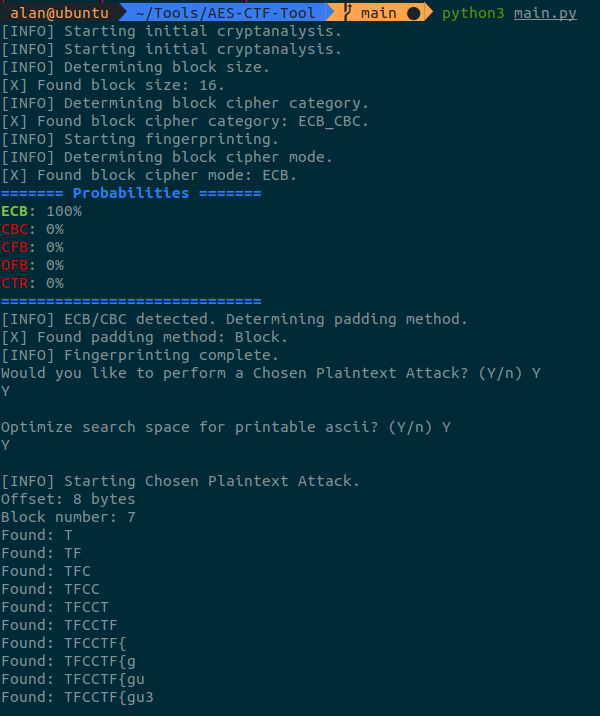 alan@ubuntu ~/Tools/AES-CTF-Tool main ● python3 main.py
[INFO] Starting initial cryptanalysis.
[INFO] Starting initial cryptanalysis.
[INFO] Determining block size.
[X] Found block size: 16.
[INFO] Determining block cipher category.
[X] Found block cipher category: ECB_CBC.
[INFO] Starting fingerprinting.
[INFO] Determining block cipher mode.
[X] Found block cipher mode: ECB.
======= Probabilities =======
ECB: 100%
CBC: 0%
CFB: 0%
OFB: 0%
CTR: 0%
=============================
[INFO] ECB/CBC detected. Determining padding method.
[X] Found padding method: Block.
[INFO] Fingerprinting complete.
Would you like to perform a Chosen Plaintext Attack? (Y/n) Y
Y
Optimize search space for printable ascii? (Y/n) Y
Y
[INFO] Starting Chosen Plaintext Attack.
Offset: 8 bytes
Block number: 7
Found: T
Found: TF
Found: TFC
Found: TFCC
Found: TFCCT
Found: TFCCTF
Found: TFCCTF{
Found: TFCCTF{g
Found: TFCCTF{gu
Found: TFCCTF{gu3